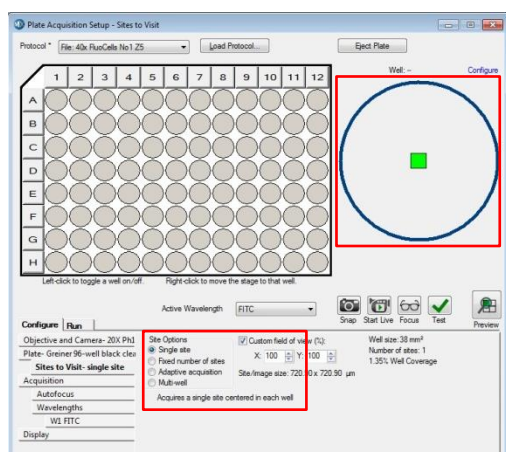 Plate Acquisition Setup - Sites to Visit
Protocol * File: 40x FluoCells No1 Z5 Load Protocol... Eject Plate
Well: -- Configure
1 2 3 4 5 6 7 8 9 10 11 12
A
B
C
D
E
F
G
H
Left-click to toggle a well on/off. Right-click to move the stage to that well.
Active Wavelength FITC
Snap Start Live Focus Test Preview
Configure Run
Objective and Camera- 20X Ph1
Plate- Greiner 96-well black clea
Sites to Visit- single site
Acquisition
Autofocus
Wavelengths
W1 FITC
Display
Site Options
Single site
Fixed number of sites
Adaptive acquisition
Multi-well
Acquires a single site centered in each well
Custom field of view (%):
X: 100 Y: 100
Site/image size: 720.90 x 720.90 µm
Well size: 38 mm²
Number of sites: 1
1.35% Well Coverage